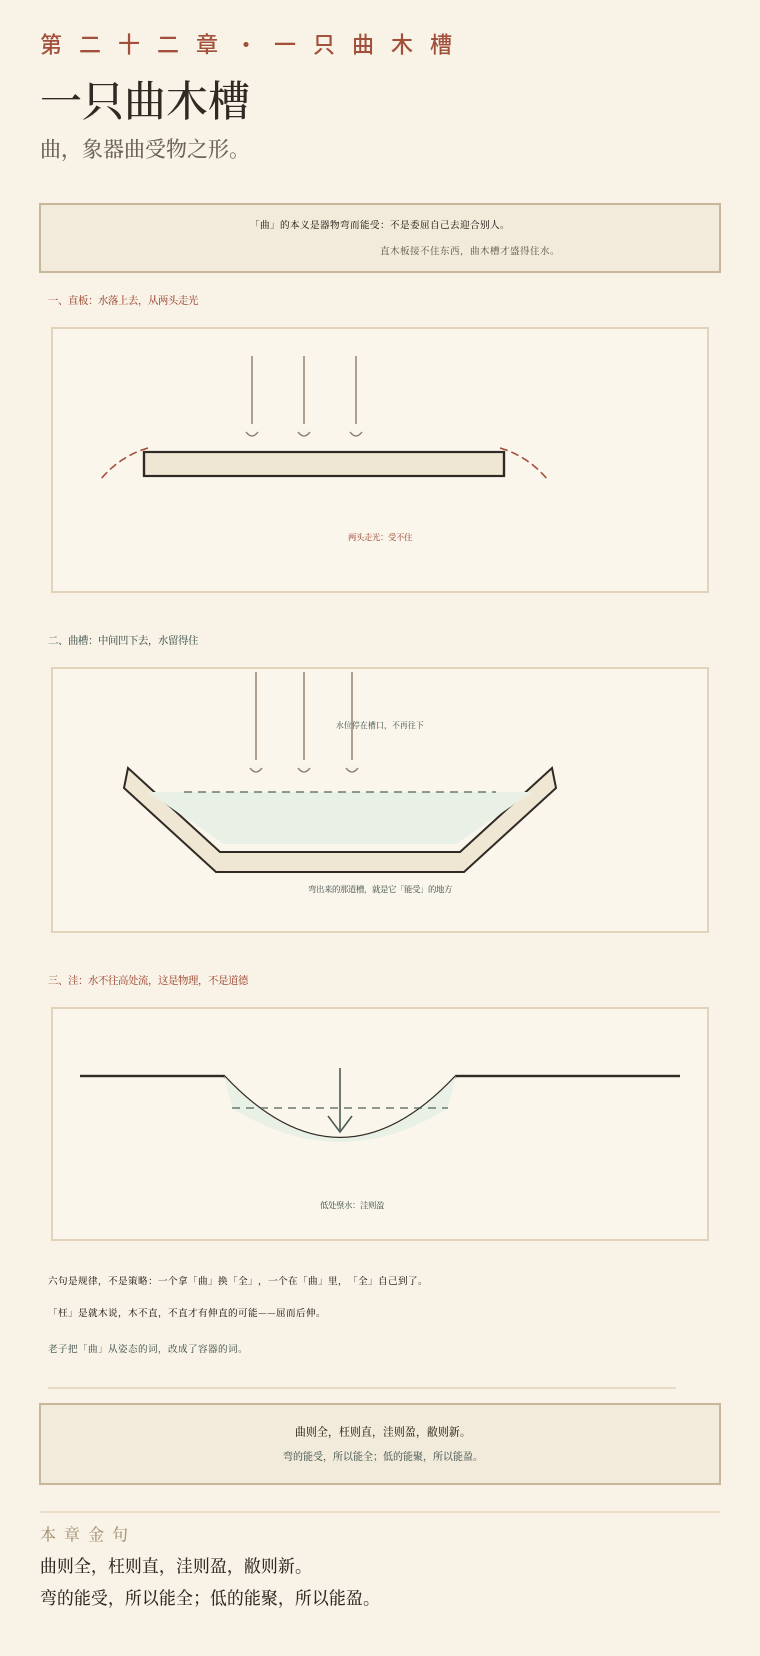 第二十二章·一只曲木槽
一只曲木槽
曲，象器曲受物之形。
「曲」的本义是器物弯而能受：不是委屈自己去迎合别人。
直木板接不住东西，曲木槽才盛得住水。
一、直板：水落上去，从两头走光
两头走光：受不住
二、曲槽：中间凹下去，水留得住
水位停在槽口，不再往下
弯出来的那道槽，就是它「能受」的地方
三、洼：水不往高处流，这是物理，不是道德
低处聚水：洼则盈
六句是规律，不是策略：一个拿「曲」换「全」，一个在「曲」里，「全」自己到了。
「枉」是就木说，木不直，不直才有伸直的可能——屈而后伸。
老子把「曲」从姿态的词，改成了容器的词。
曲则全，枉则直，洼则盈，敝则新。
弯的能受，所以能全；低的能聚，所以能盈。
本章金句
曲则全，枉则直，洼则盈，敝则新。
弯的能受，所以能全；低的能聚，所以能盈。